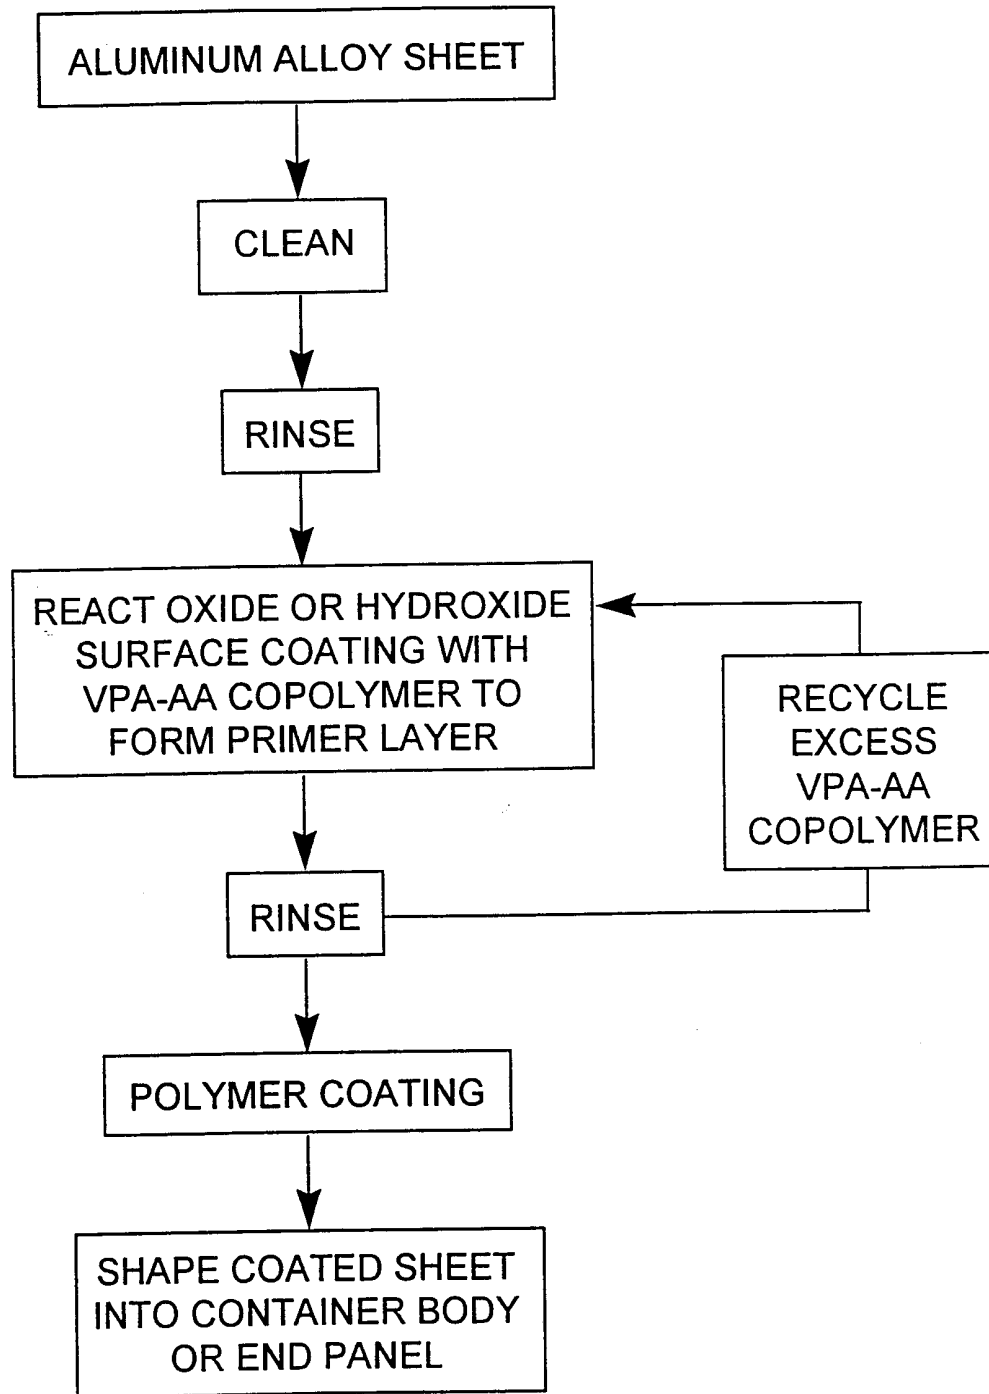 ALUMINUM ALLOY SHEET
CLEAN
RINSE
REACT OXIDE OR HYDROXIDE
SURFACE COATING WITH
VPA-AA COPOLYMER TO
FORM PRIMER LAYER
RECYCLE
EXCESS
VPA-AA
COPOLYMER
RINSE
POLYMER COATING
SHAPE COATED SHEET
INTO CONTAINER BODY
OR END PANEL